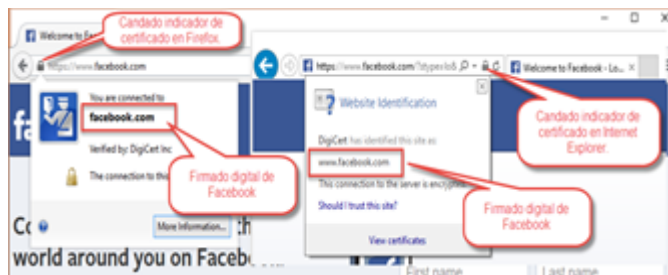 Welcome to Facebook
Candado indicador de
certificado en Firefox.
https://www.facebook.com
You are connected to
facebook.com
Verified by: DigiCert Inc
The connection to this
Firmado digital de
Facebook
More Information...
world around you on Faceb
https://www.facebook.com/?stype=lo&
Welcome to Facebook - Lo...
Website Identification
DigiCert has identified this site as:
www.facebook.com
This connection to the server is encrypted.
Should I trust this site?
View certificates
Candado indicador de
certificado en Internet
Explorer.
Firmado digital de
Facebook
First name
Last name